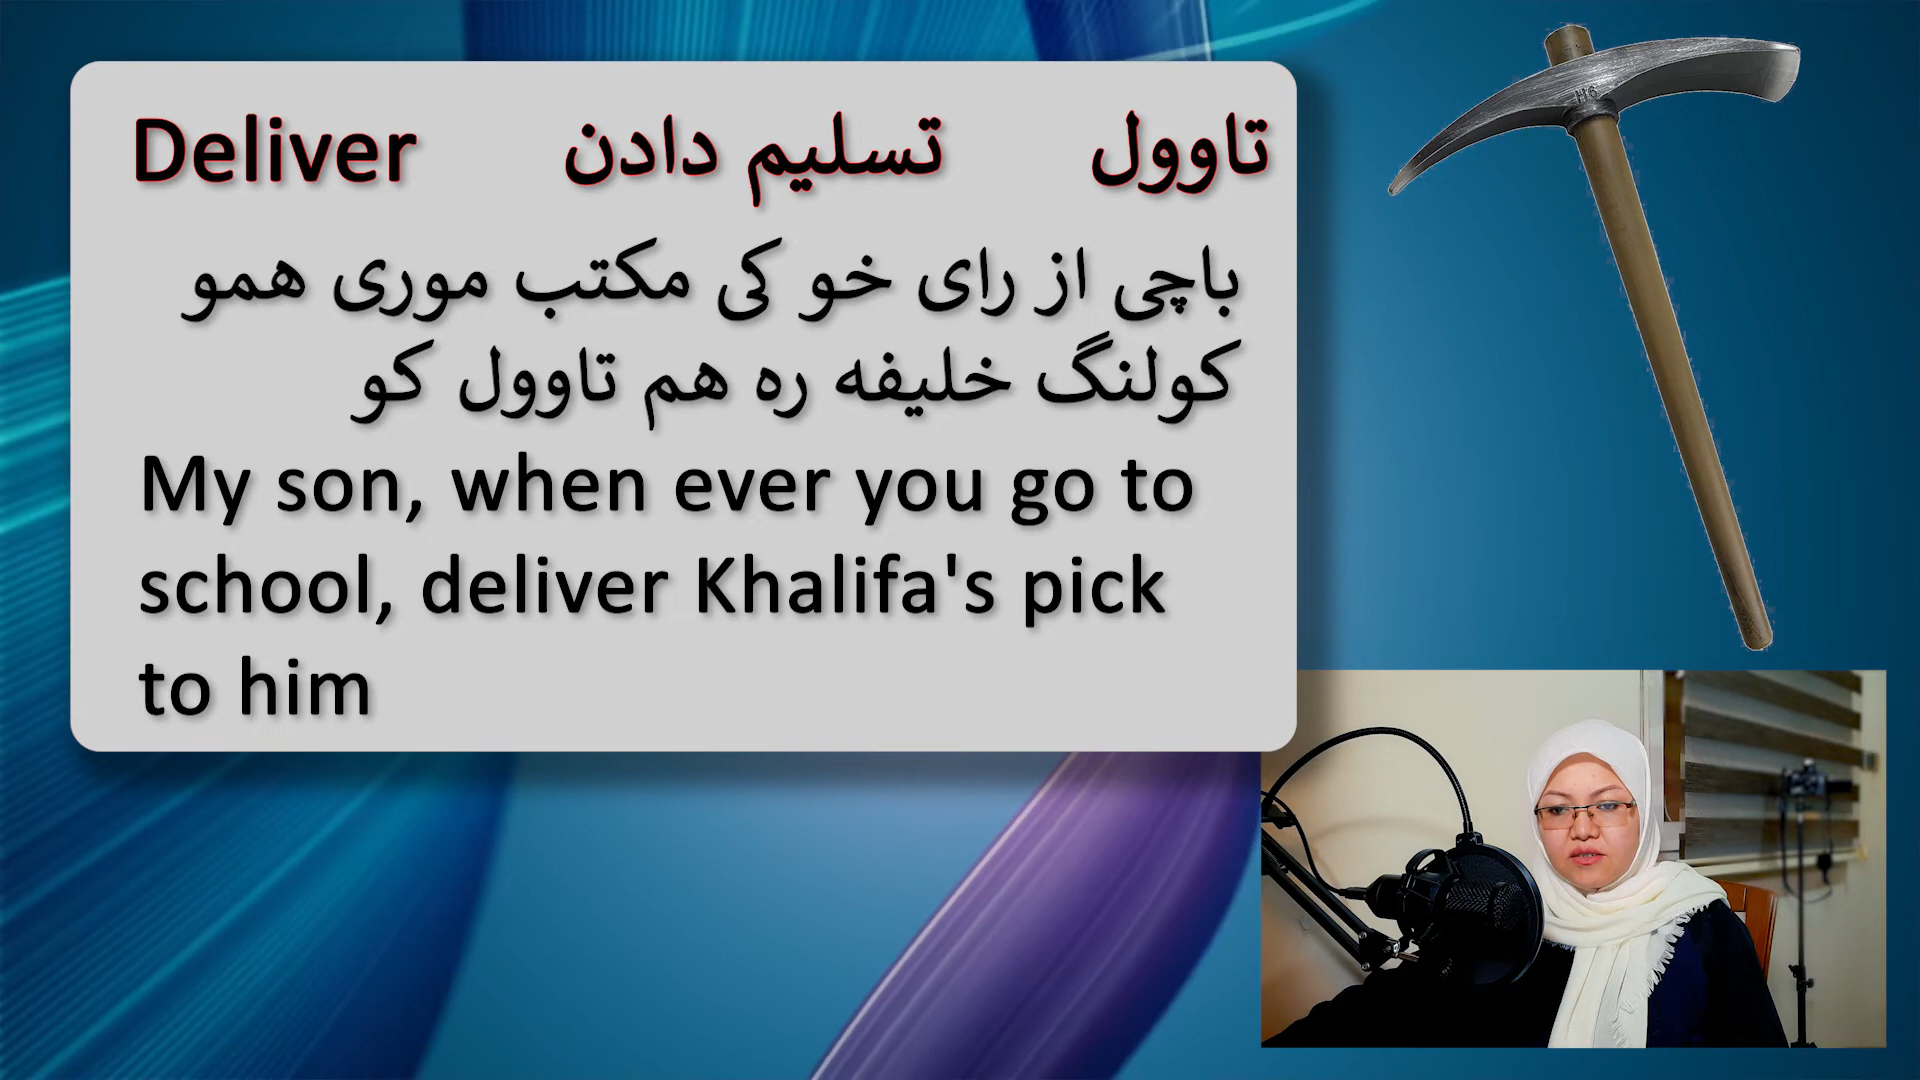 Deliver تسلیم دادن تاوول
باچی از رای خو کی مکتب موری همو
کولنگ خلیفه ره هم تاوول کو
My son, when ever you go to
school, deliver Khalifa's pick
to him
H6